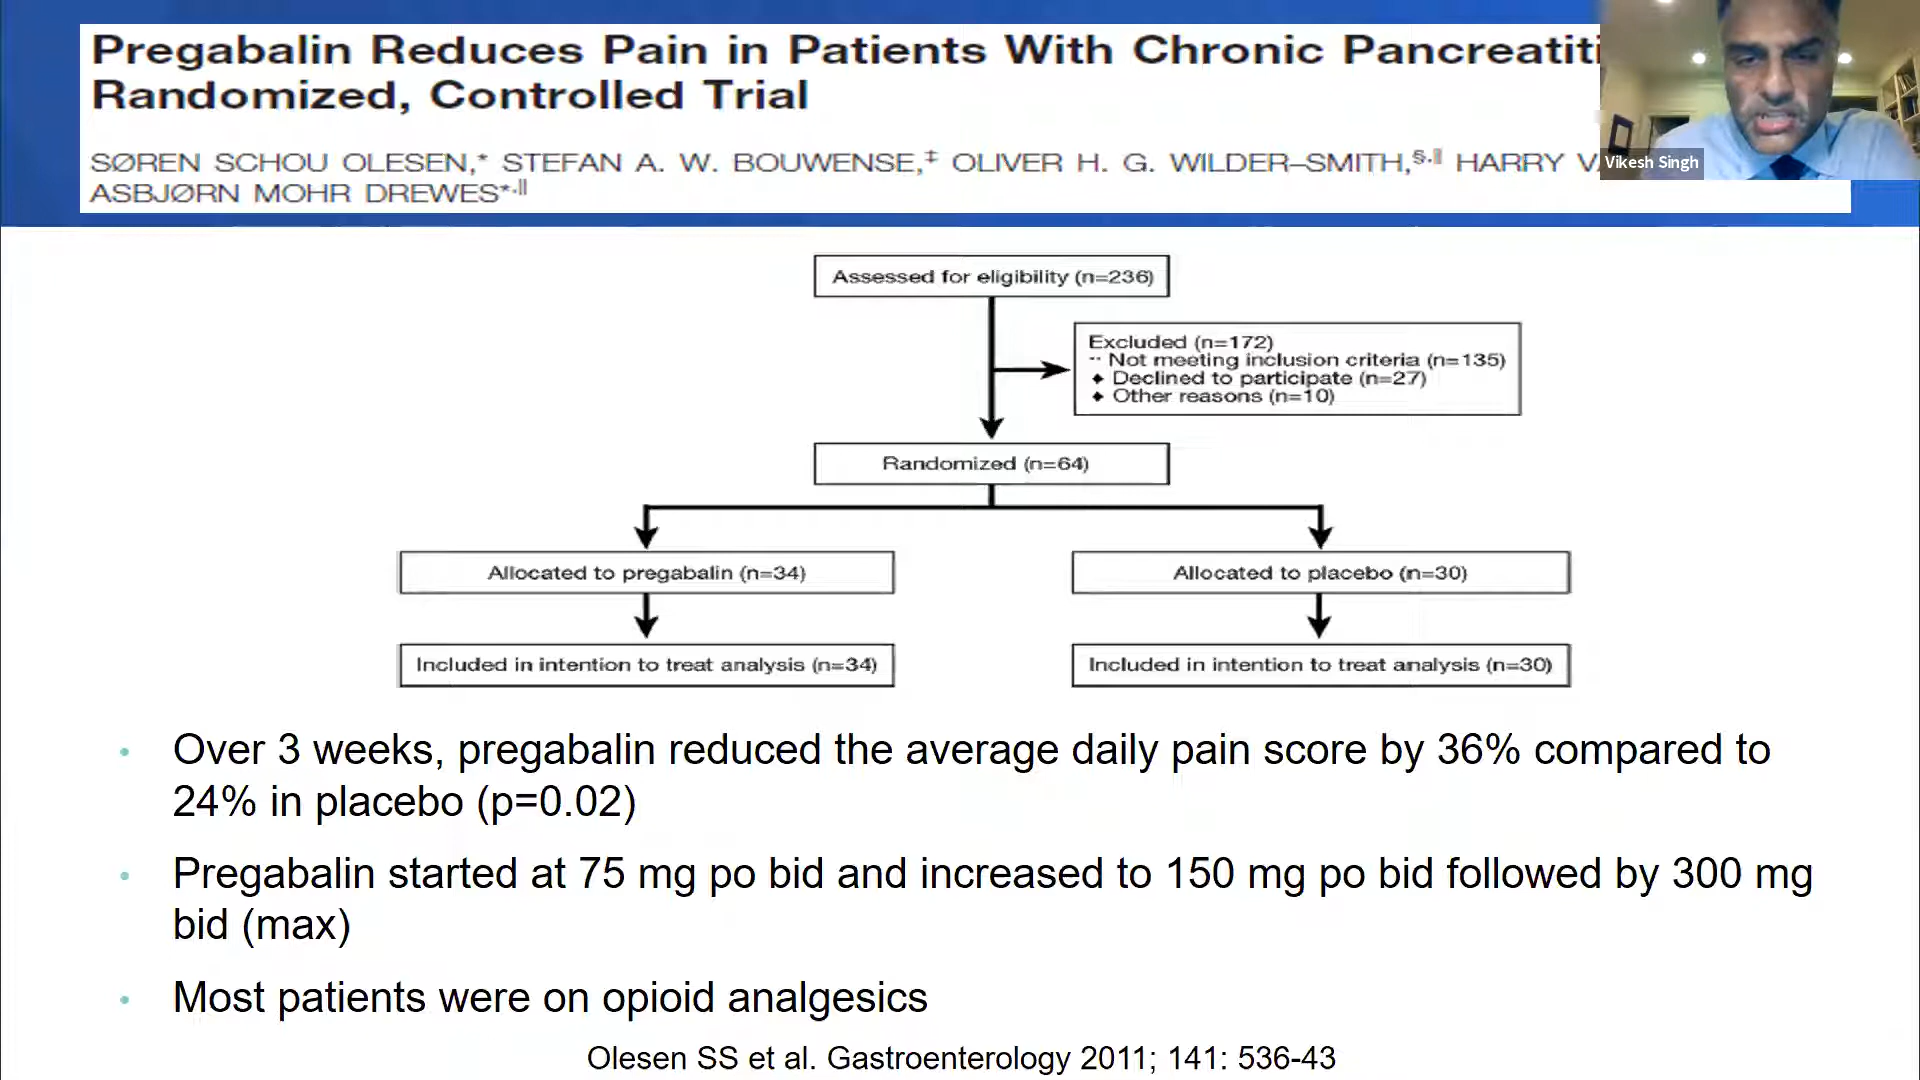 Pregabalin Reduces Pain in Patients With Chronic
Randomized, Controlled Trial
SØREN SCHOU OLESEN,* STEFAN A. W. BOUWENSE,‡ OLIVER H. G. WILDER–SMITH,§,‖ HARRY
ASBJØRN MOHR DREWES*,‖
Vikesh Singh
Assessed for eligibility (n=236)
Excluded (n=172)
·· Not meeting inclusion criteria (n=135)
◆ Declined to participate (n=27)
◆ Other reasons (n=10)
Randomized (n=64)
Allocated to pregabalin (n=34)
Allocated to placebo (n=30)
Included in intention to treat analysis (n=34)
Included in intention to treat analysis (n=30)
• Over 3 weeks, pregabalin reduced the average daily pain score by 36% compared to
24% in placebo (p=0.02)
• Pregabalin started at 75 mg po bid and increased to 150 mg po bid followed by 300 mg
bid (max)
• Most patients were on opioid analgesics
Olesen SS et al. Gastroenterology 2011; 141: 536-43